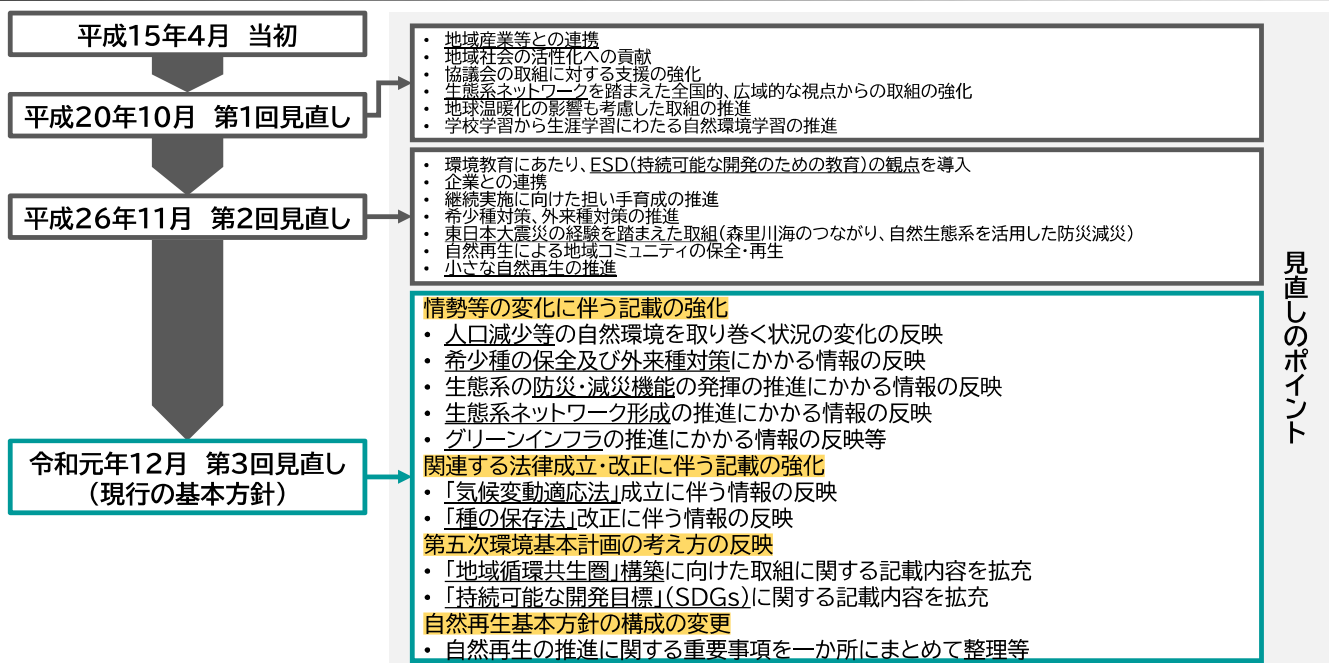 平成15年4月 当初
平成20年10月 第1回見直し
平成26年11月 第2回見直し
令和元年12月 第3回見直し
(現行の基本方針)
• 地域産業等との連携
• 地域社会の活性化への貢献
• 協議会の取組に対する支援の強化
• 生態系ネットワークを踏まえた全国的、広域的な視点からの取組の強化
• 地球温暖化の影響も考慮した取組の推進
• 学校学習から生涯学習にわたる自然環境学習の推進
• 環境教育にあたり、ESD(持続可能な開発のための教育)の観点を導入
• 企業との連携
• 継続実施に向けた担い手育成の推進
• 希少種対策、外来種対策の推進
• 東日本大震災の経験を踏まえた取組(森里川海のつながり、自然生態系を活用した防災減災)
• 自然再生による地域コミュニティの保全・再生
• 小さな自然再生の推進
情勢等の変化に伴う記載の強化
• 人口減少等の自然環境を取り巻く状況の変化の反映
• 希少種の保全及び外来種対策にかかる情報の反映
• 生態系の防災・減災機能の発揮の推進にかかる情報の反映
• 生態系ネットワーク形成の推進にかかる情報の反映
• グリーンインフラの推進にかかる情報の反映等
関連する法律成立・改正に伴う記載の強化
• 「気候変動適応法」成立に伴う情報の反映
• 「種の保存法」改正に伴う情報の反映
第五次環境基本計画の考え方の反映
• 「地域循環共生圏」構築に向けた取組に関する記載内容を拡充
• 「持続可能な開発目標」(SDGs)に関する記載内容を拡充
自然再生基本方針の構成の変更
• 自然再生の推進に関する重要事項を一か所にまとめて整理等
見直しのポイント